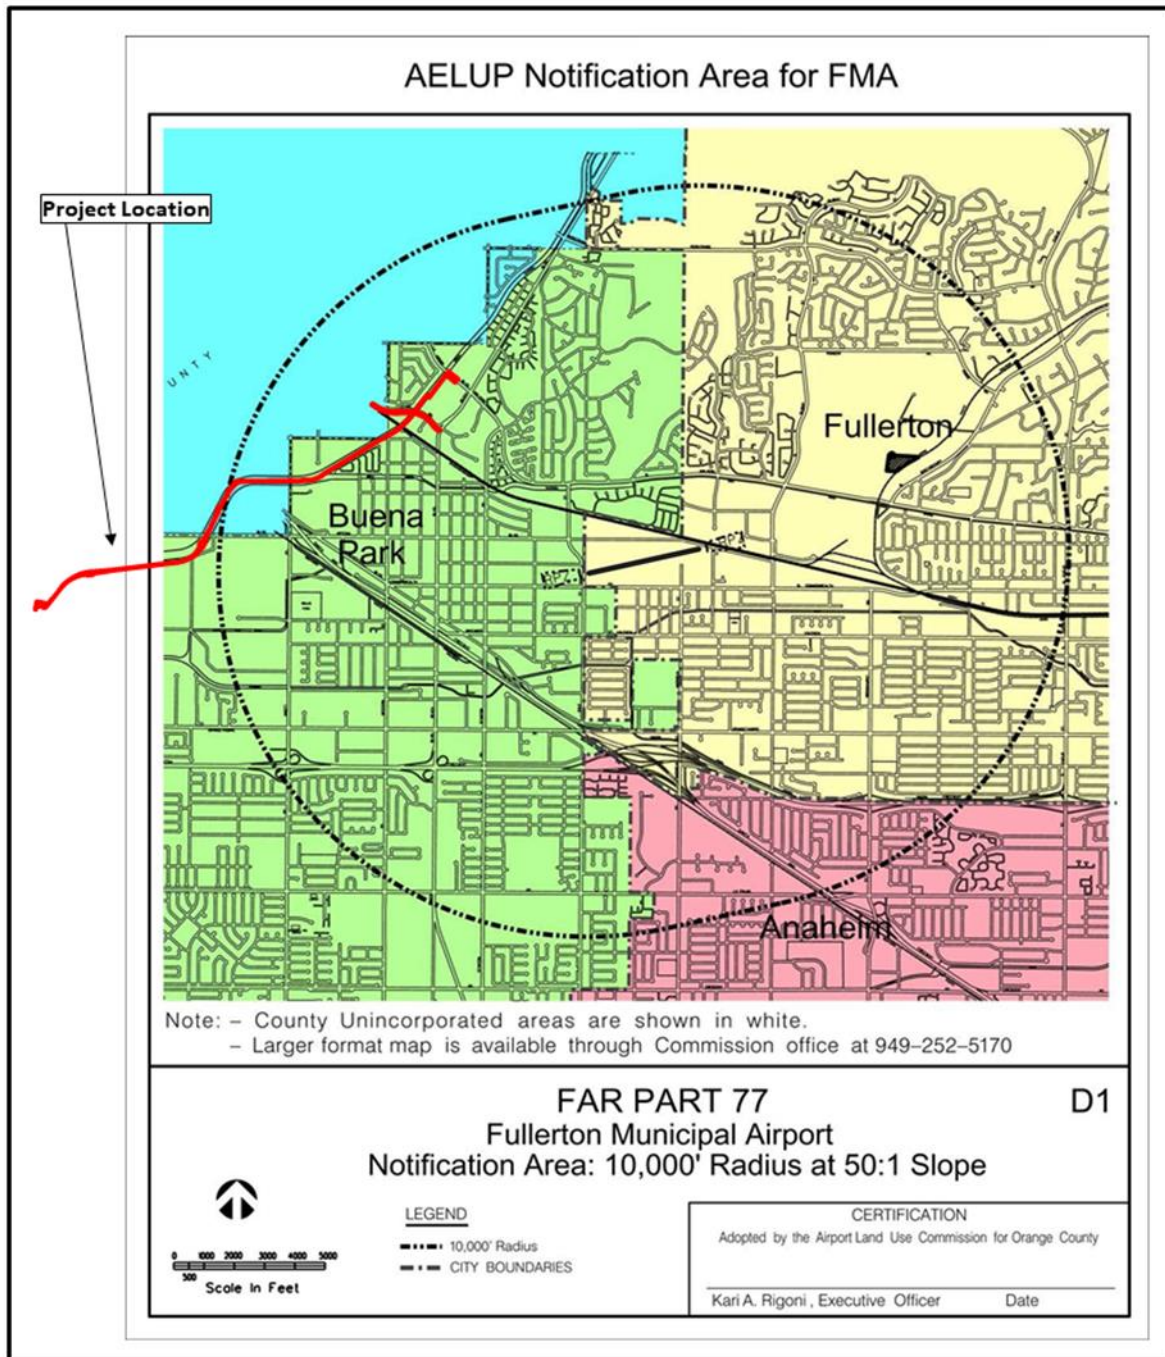 AELUP Notification Area for FMA
Project Location
UNTY
Fullerton
Buena
Park
Anaheim
Note: – County Unincorporated areas are shown in white.
– Larger format map is available through Commission office at 949–252–5170
FAR PART 77
D1
Fullerton Municipal Airport
Notification Area: 10,000' Radius at 50:1 Slope
LEGEND
10,000' Radius
CITY BOUNDARIES
0 1000 2000 3000 4000 5000
500
Scale In Feet
CERTIFICATION
Adopted by the Airport Land Use Commission for Orange County
Kari A. Rigoni , Executive Officer Date